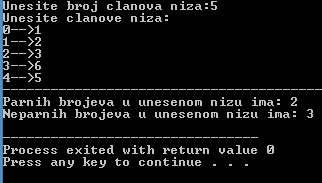 Unesite broj clanova niza:5
Unesite clanove niza:
0-->1
1-->2
2-->3
3-->6
4-->5
----------------------------------------
Parnih brojeva u unesenom nizu ima: 2
Neparnih brojeva u unesenom nizu ima: 3
--------------------------------
Process exited with return value 0
Press any key to continue . . .